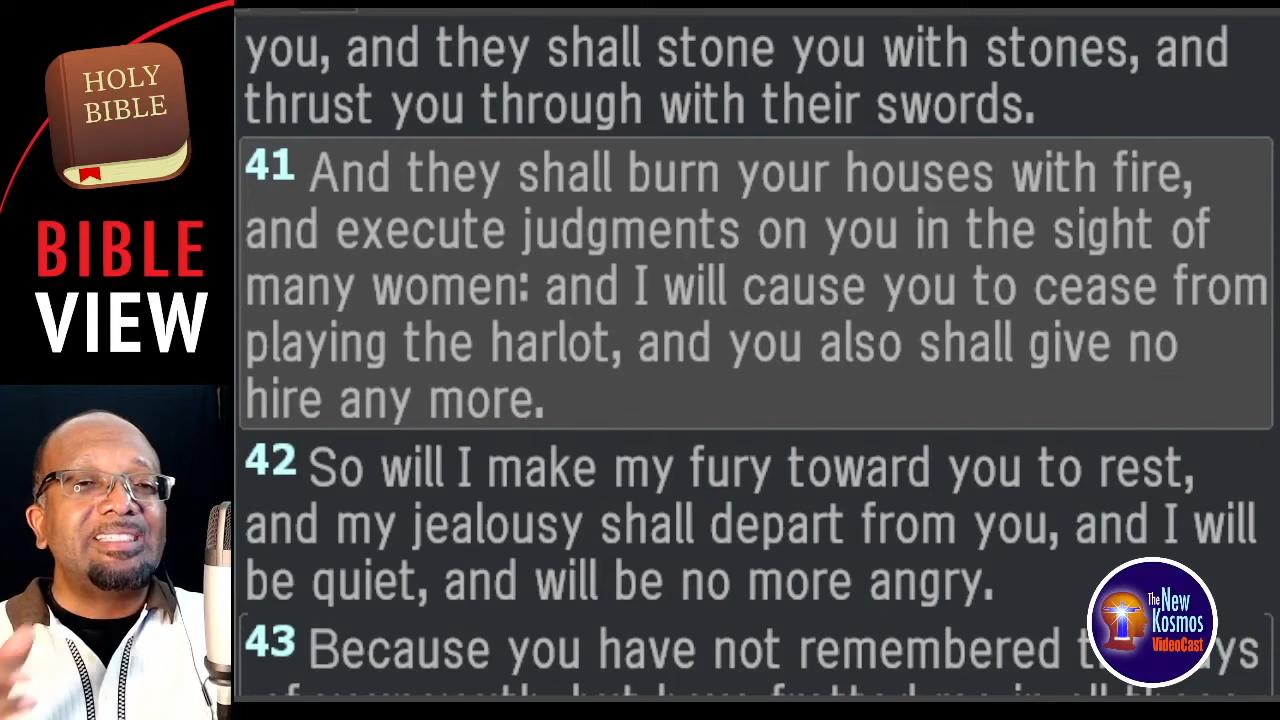 HOLY
BIBLE
BIBLE
VIEW
you, and they shall stone you with stones, and
thrust you through with their swords.
41 And they shall burn your houses with fire,
and execute judgments on you in the sight of
many women: and I will cause you to cease from
playing the harlot, and you also shall give no
hire any more.
42 So will I make my fury toward you to rest,
and my jealousy shall depart from you, and I will
be quiet, and will be no more angry.
43 Because you have not remembered
The New
Kosmos
VideoCast